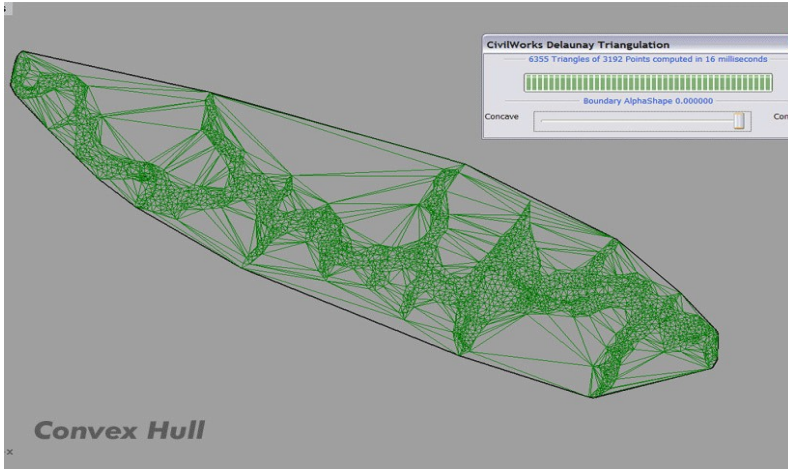 CivilWorks Delaunay Triangulation
6355 Triangles of 3192 Points computed in 16 milliseconds
Boundary AlphaShape 0.000000
Concave
Con
Convex Hull
×